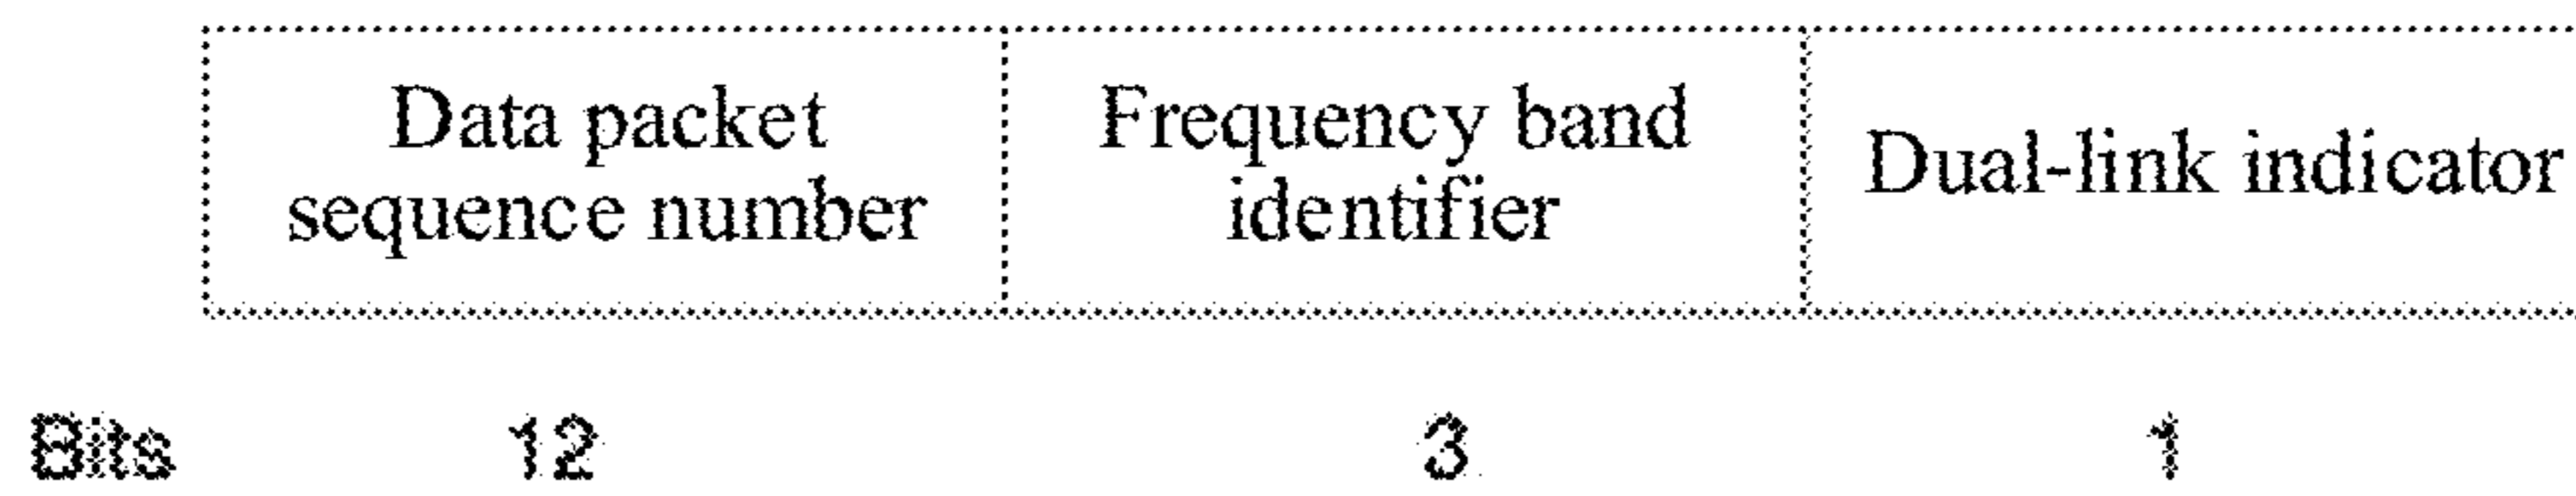 Data packet
sequence number
Frequency band
identifier
Dual-link indicator
Bits 12 3 1